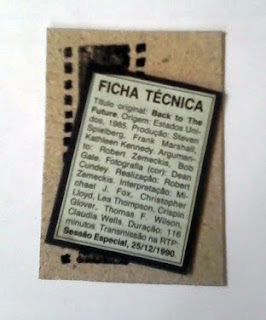 FICHA TÉCNICA
Título original: Back to The
Future. Origem: Estados Uni-
dos, 1985. Produção: Steven
Spielberg, Frank Marshall,
Kathleen Kennedy. Argumen-
to: Robert Zemeckis, Bob
Gale. Fotografia (cor): Dean
Cundey. Realização: Robert
Zemeckis. Interpretação: Mi-
chael J. Fox, Christopher
Lloyd, Lea Thompson, Crispin
Glover, Thomas F. Wilson,
Claudia Wells. Duração: 116
minutos. Transmissão na RTP-
Sessão Especial, 25/12/1990